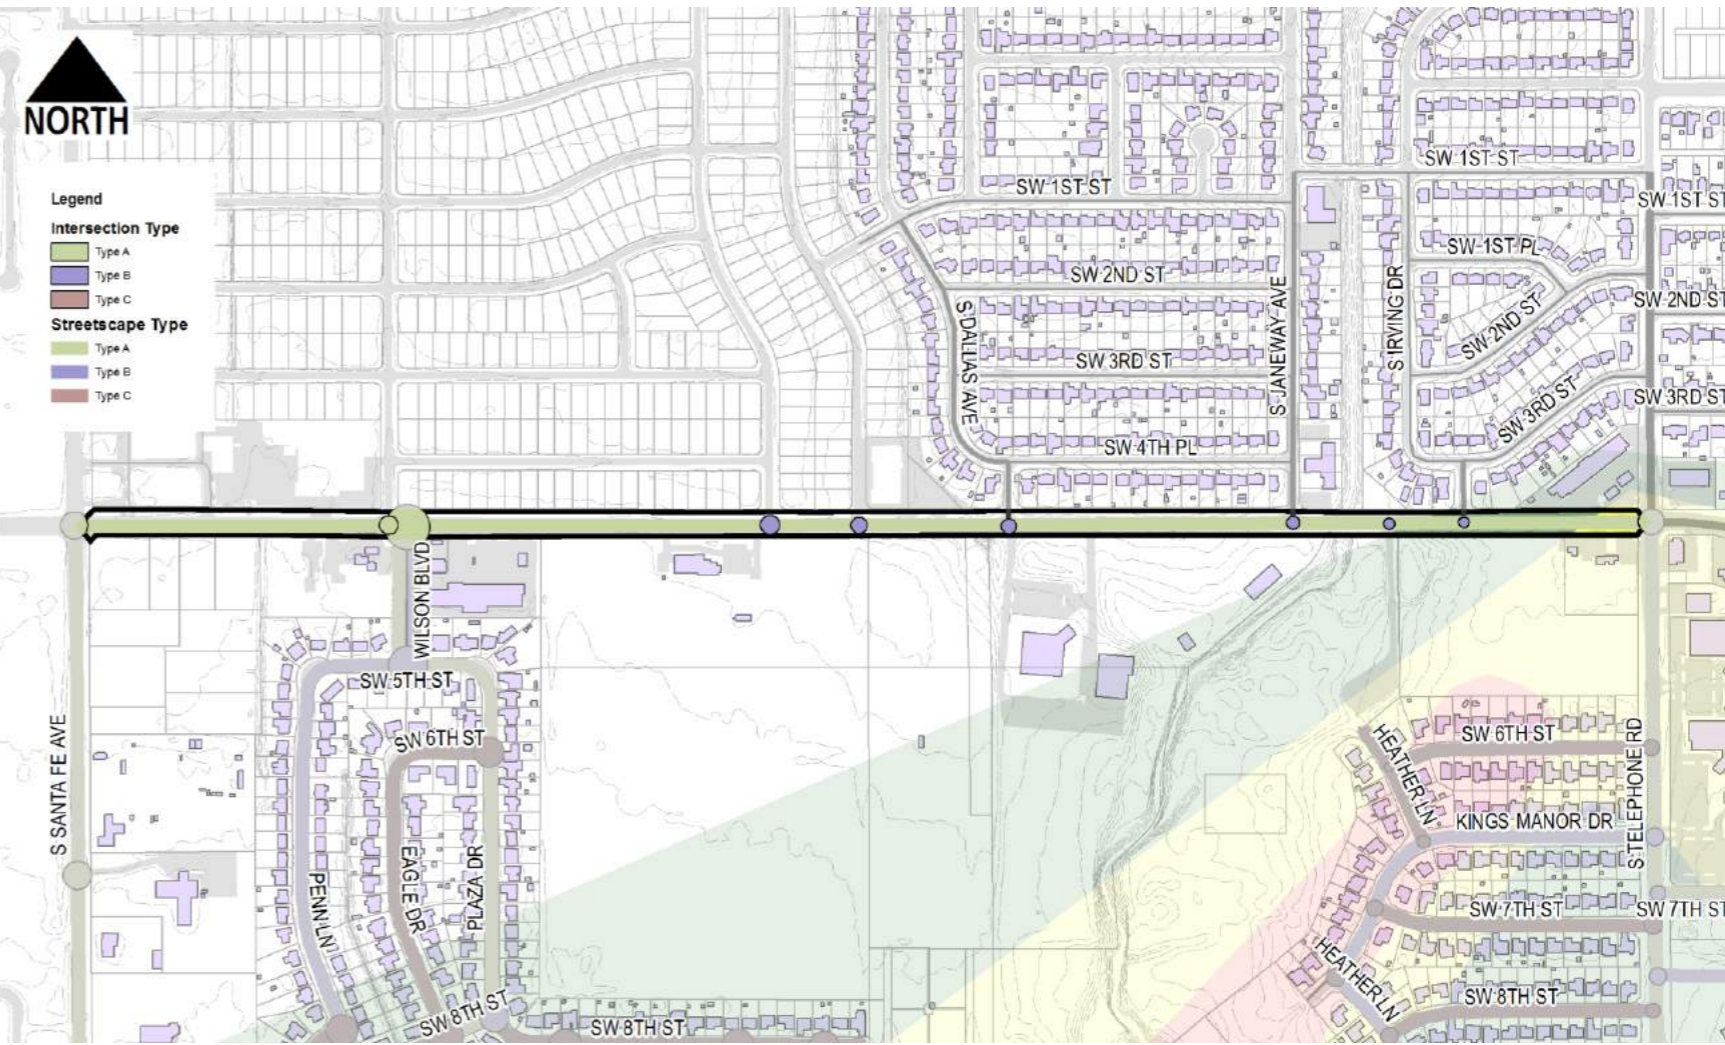 NORTH
Legend
Intersection Type
Type A
Type B
Type C
Streetscape Type
Type A
Type B
Type C
SW 1ST ST
SW 1ST ST
SW 1ST ST
SW 1ST PL
SW 2ND ST
SW 2ND ST
SW 2ND ST
S DALLAS AVE
S JANEWAY AVE
S IRVING DR
SW 3RD ST
SW 3RD ST
SW 3RD ST
SW 4TH PL
WILSON BLVD
SW 5TH ST
S SANTA FE AVE
SW 6TH ST
HEATHER LN
SW 6TH ST
S TELEPHONE RD
KINGS MANOR DR
PENN LN
EAGLE DR
PLAZA DR
SW 7TH ST
SW 7TH ST
HEATHER LN
SW 8TH ST
SW 8TH ST
SW 8TH ST